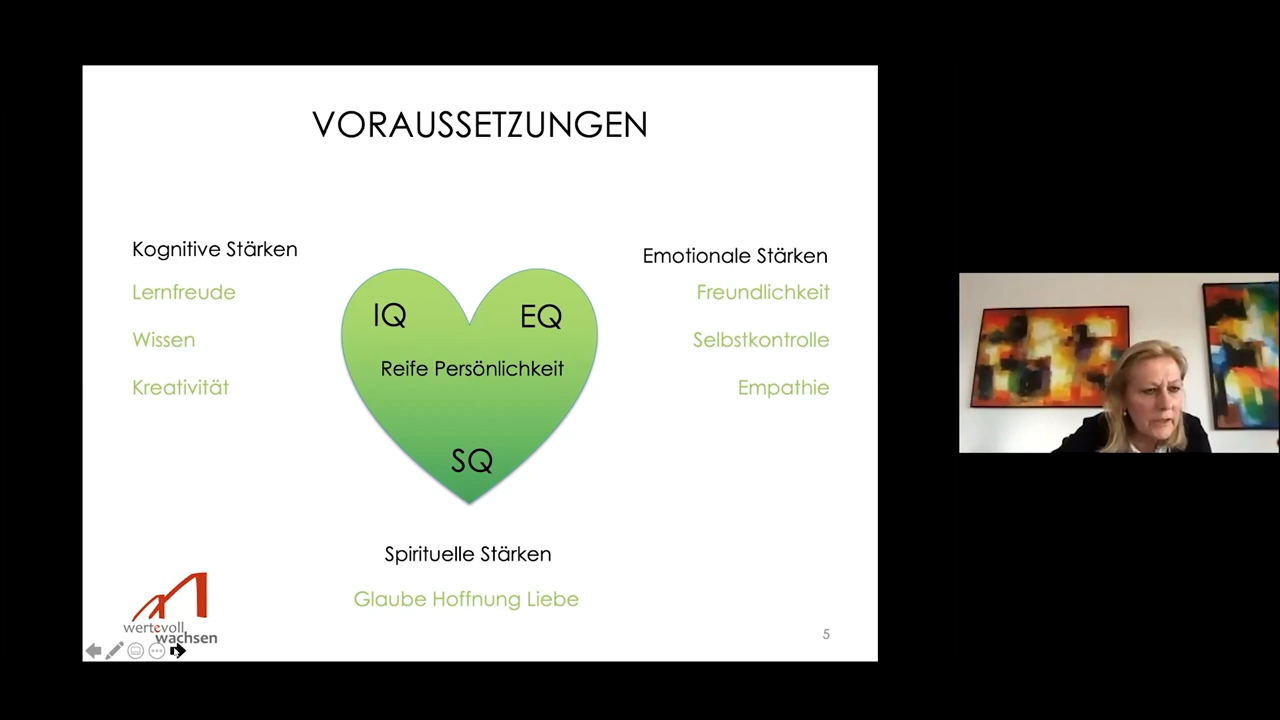 VORAUSSETZUNGEN
Kognitive Stärken
Lernfreude
Wissen
Kreativität
Emotionale Stärken
Freundlichkeit
Selbstkontrolle
Empathie
IQ
EQ
Reife Persönlichkeit
SQ
Spirituelle Stärken
Glaube Hoffnung Liebe
wertevoll
wachsen
5